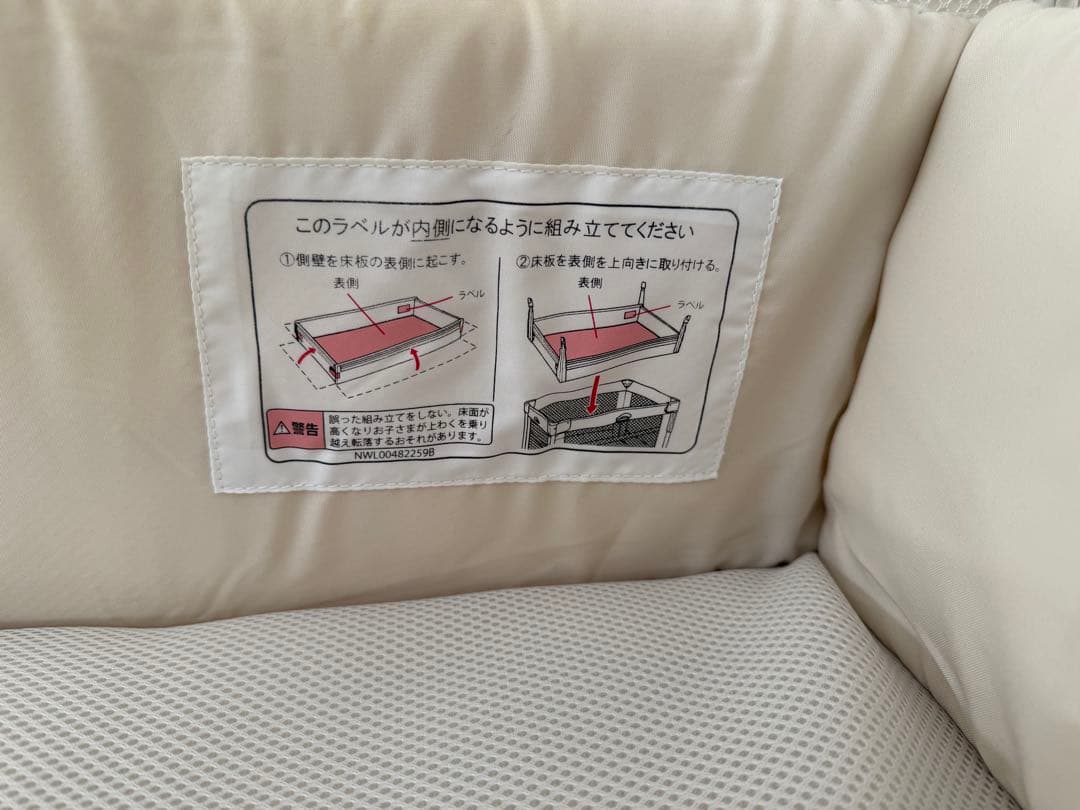 このラベルが内側になるように組み立ててください
①側壁を床板の表側に起こす。
表側
ラベル
②床板を表側を上向きに取り付ける。
表側
ラベル
警告
誤った組み立てをしない。床面が
高くなりお子さまが上わくを乗り
越え転落するおそれがあります。
NWL00482259B